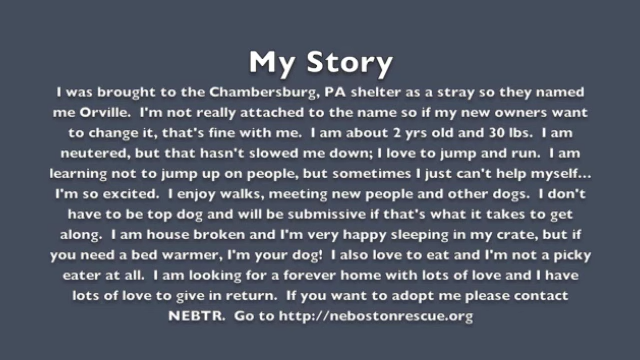 My Story
I was brought to the Chambersburg, PA shelter as a stray so they named
me Orville.  I'm not really attached to the name so if my new owners want
to change it, that's fine with me.  I am about 2 yrs old and 30 lbs.  I am
neutered, but that hasn't slowed me down; I love to jump and run.  I am
learning not to jump up on people, but sometimes I just can't help myself...
I'm so excited.  I enjoy walks, meeting new people and other dogs.  I don't
have to be top dog and will be submissive if that's what it takes to get
along.  I am house broken and I'm very happy sleeping in my crate, but if
you need a bed warmer, I'm your dog!  I also love to eat and I'm not a picky
eater at all.  I am looking for a forever home with lots of love and I have
lots of love to give in return.  If you want to adopt me please contact
NEBTR.  Go to http://nebostonrescue.org